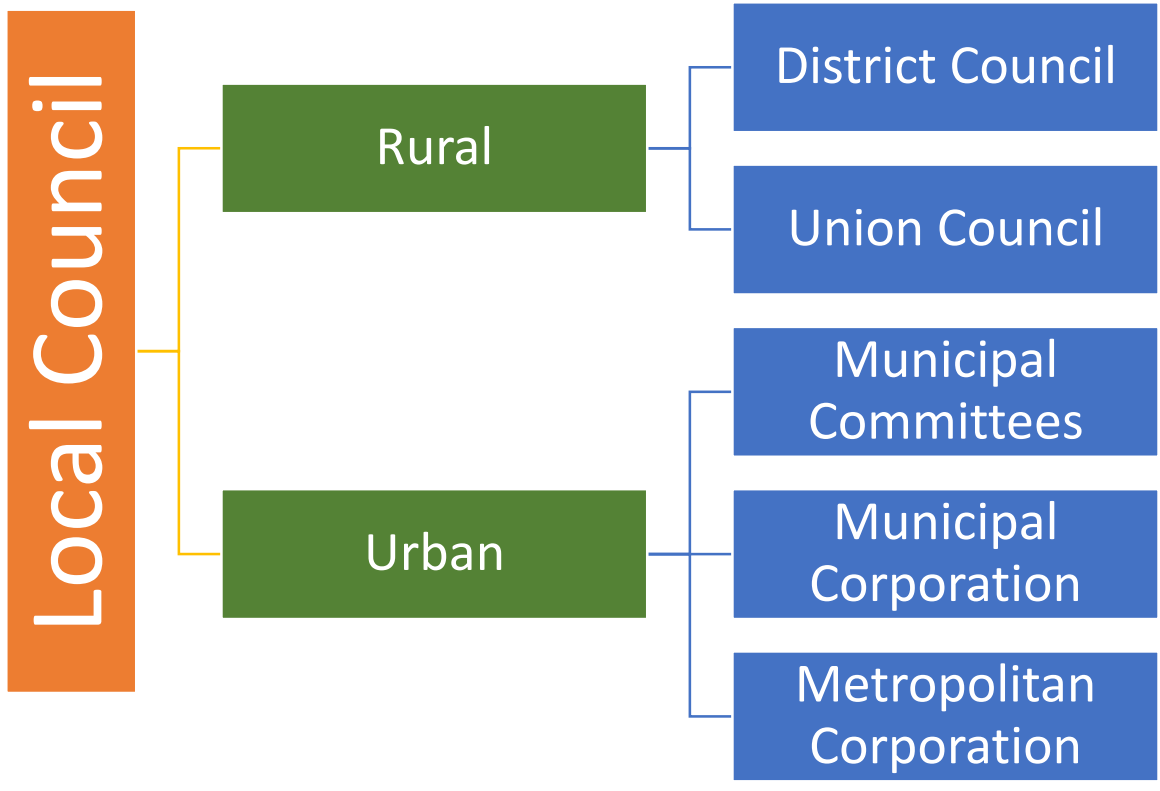 Local Council
Rural
District Council
Union Council
Urban
Municipal
Committees
Municipal
Corporation
Metropolitan
Corporation